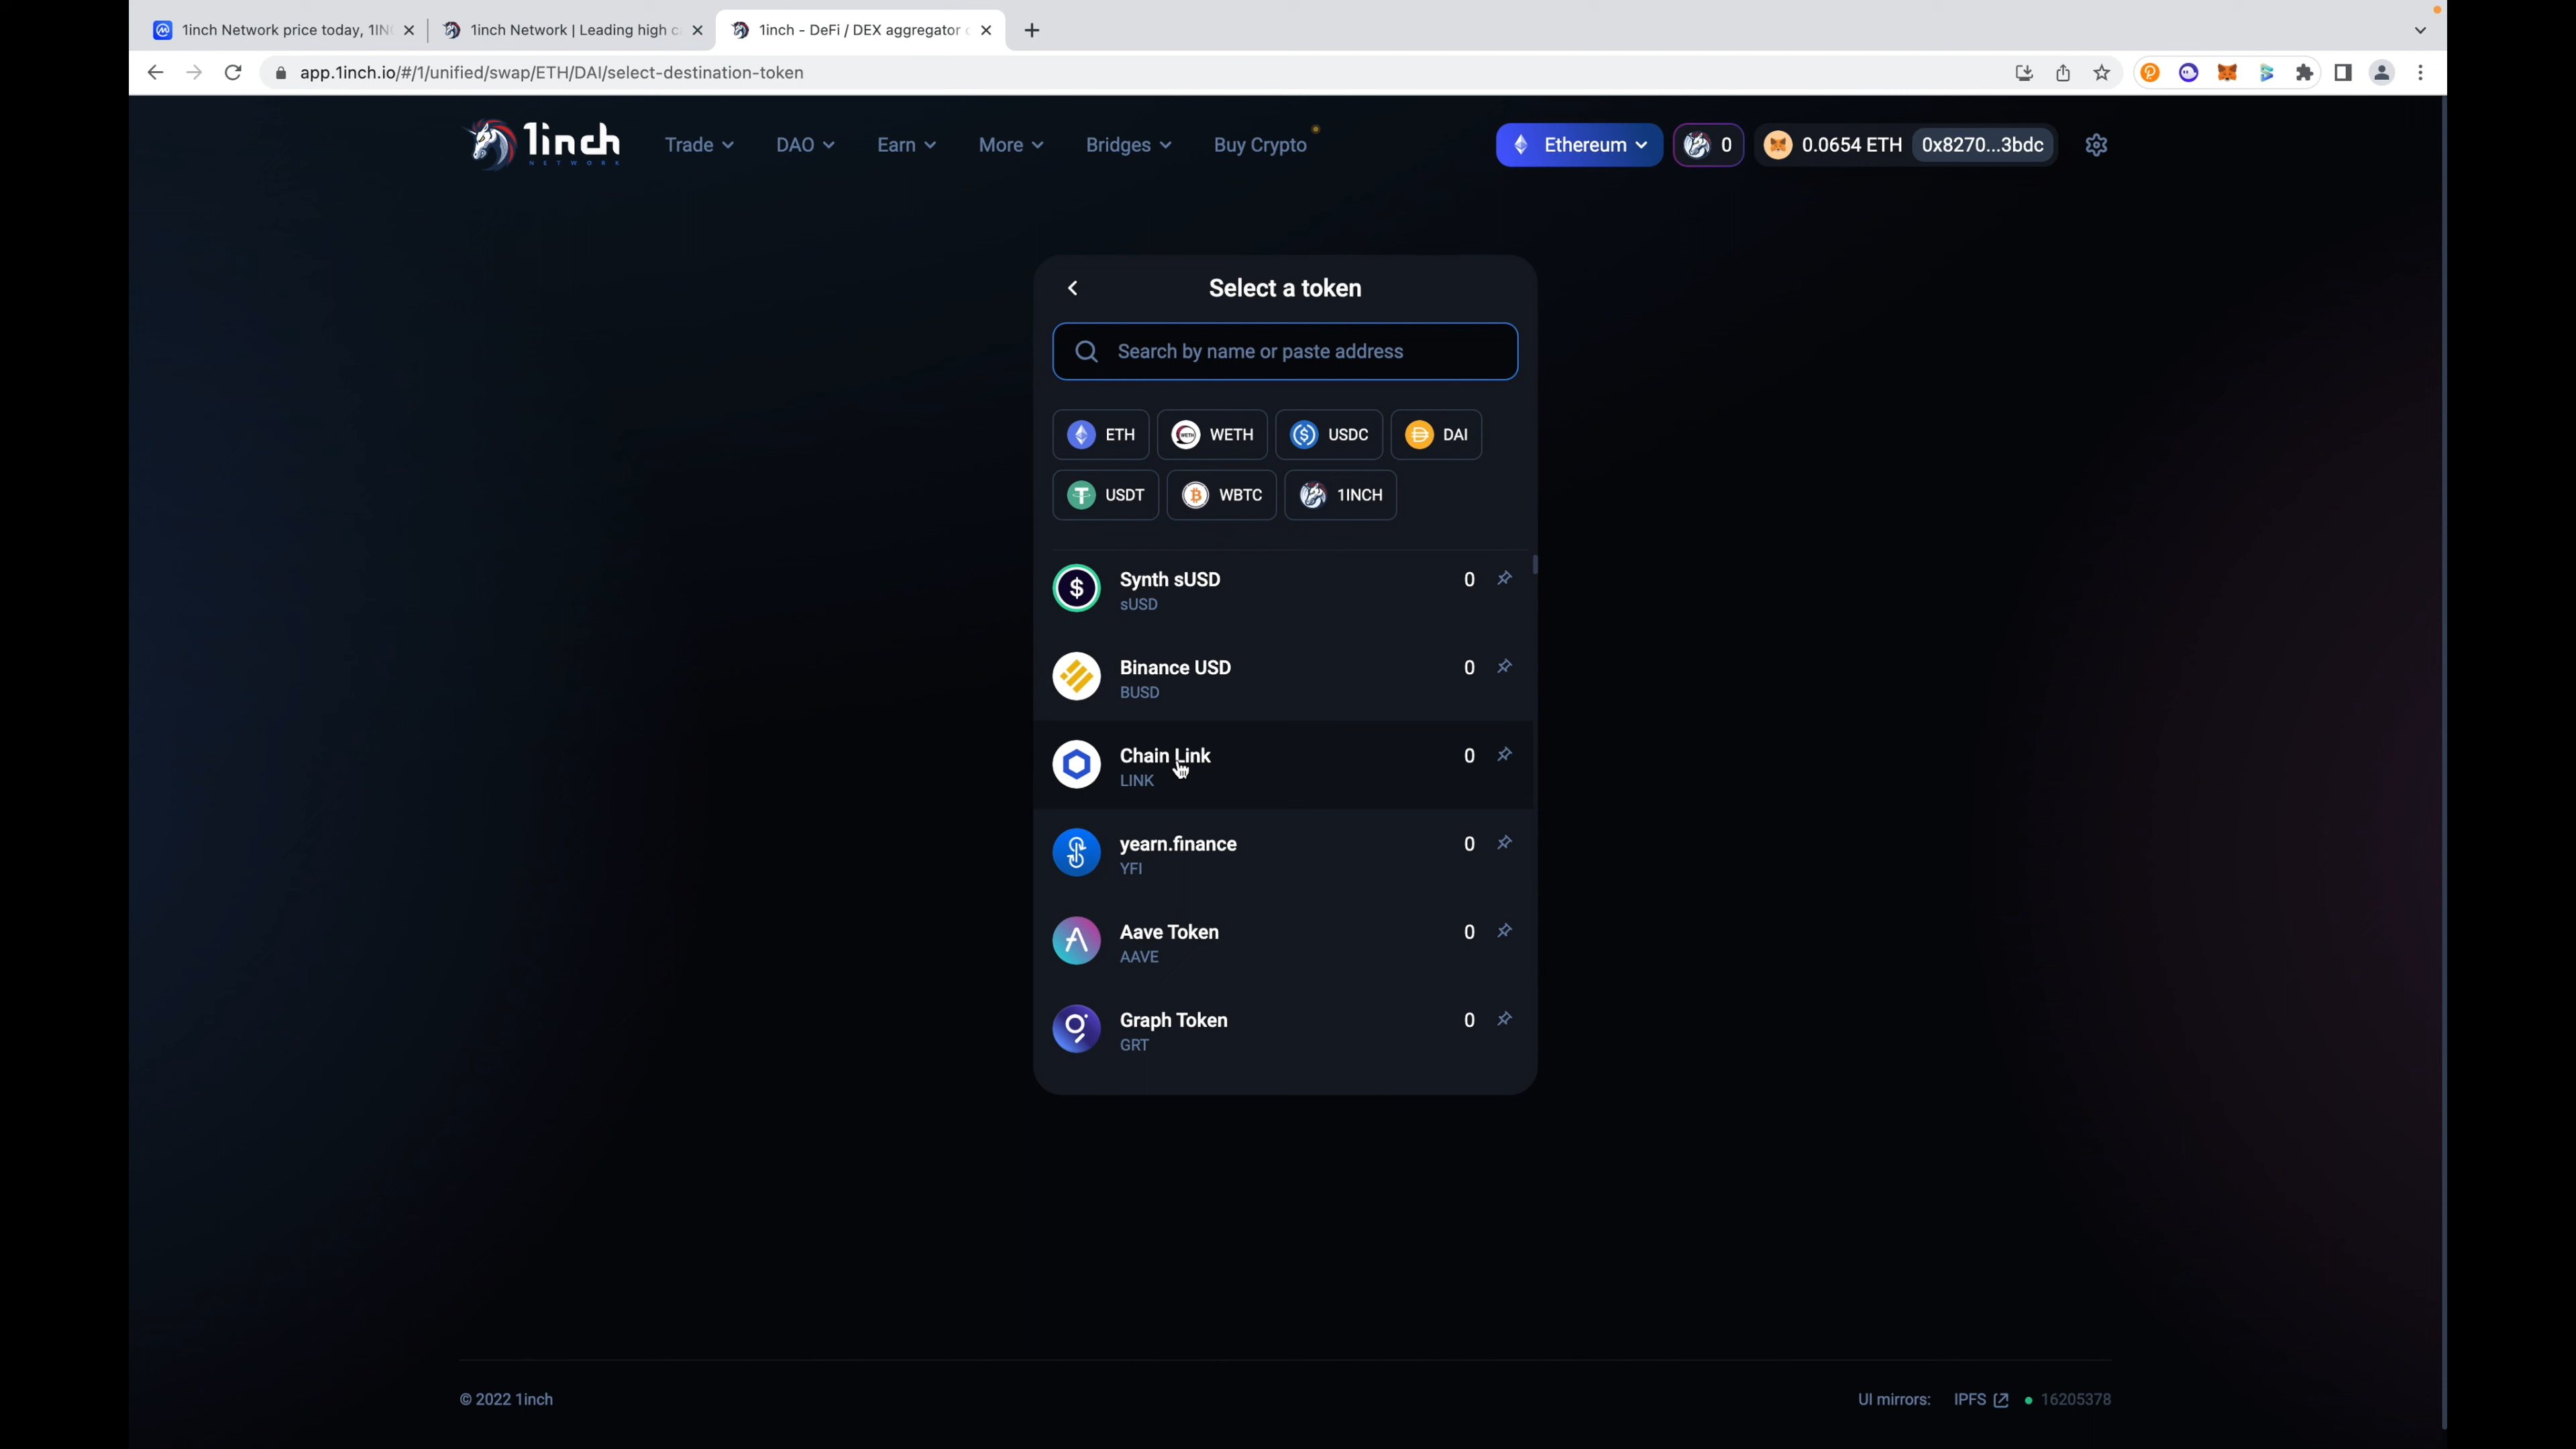 1inch Network price today, 1IN
1inch Network | Leading high c
1inch - DeFi / DEX aggregator
app.1inch.io/#/1/unified/swap/ETH/DAI/select-destination-token
1inch
NETWORK
Trade
DAO
Earn
More
Bridges
Buy Crypto
Ethereum
0
0.0654 ETH
0x8270...3bdc
Select a token
Search by name or paste address
ETH
WETH
USDC
DAI
USDT
WBTC
1INCH
Synth sUSD
0
sUSD
Binance USD
0
BUSD
Chain Link
0
LINK
yearn.finance
0
YFI
Aave Token
0
AAVE
Graph Token
0
GRT
© 2022 1inch
UI mirrors:
IPFS
16205378